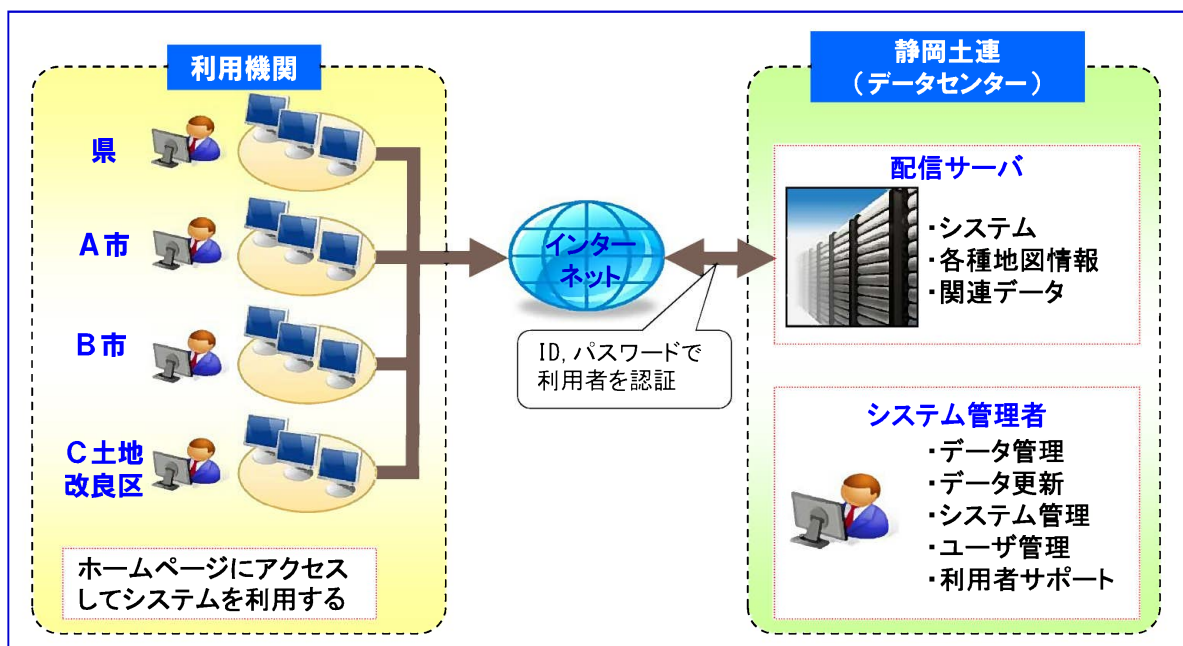 利用機関
県
A市
B市
C土地
改良区
ホームページにアクセス
してシステムを利用する
インター
ネット
ID,パスワードで
利用者を認証
静岡土連
（データセンター）
配信サーバ
・システム
・各種地図情報
・関連データ
システム管理者
・データ管理
・データ更新
・システム管理
・ユーザ管理
・利用者サポート